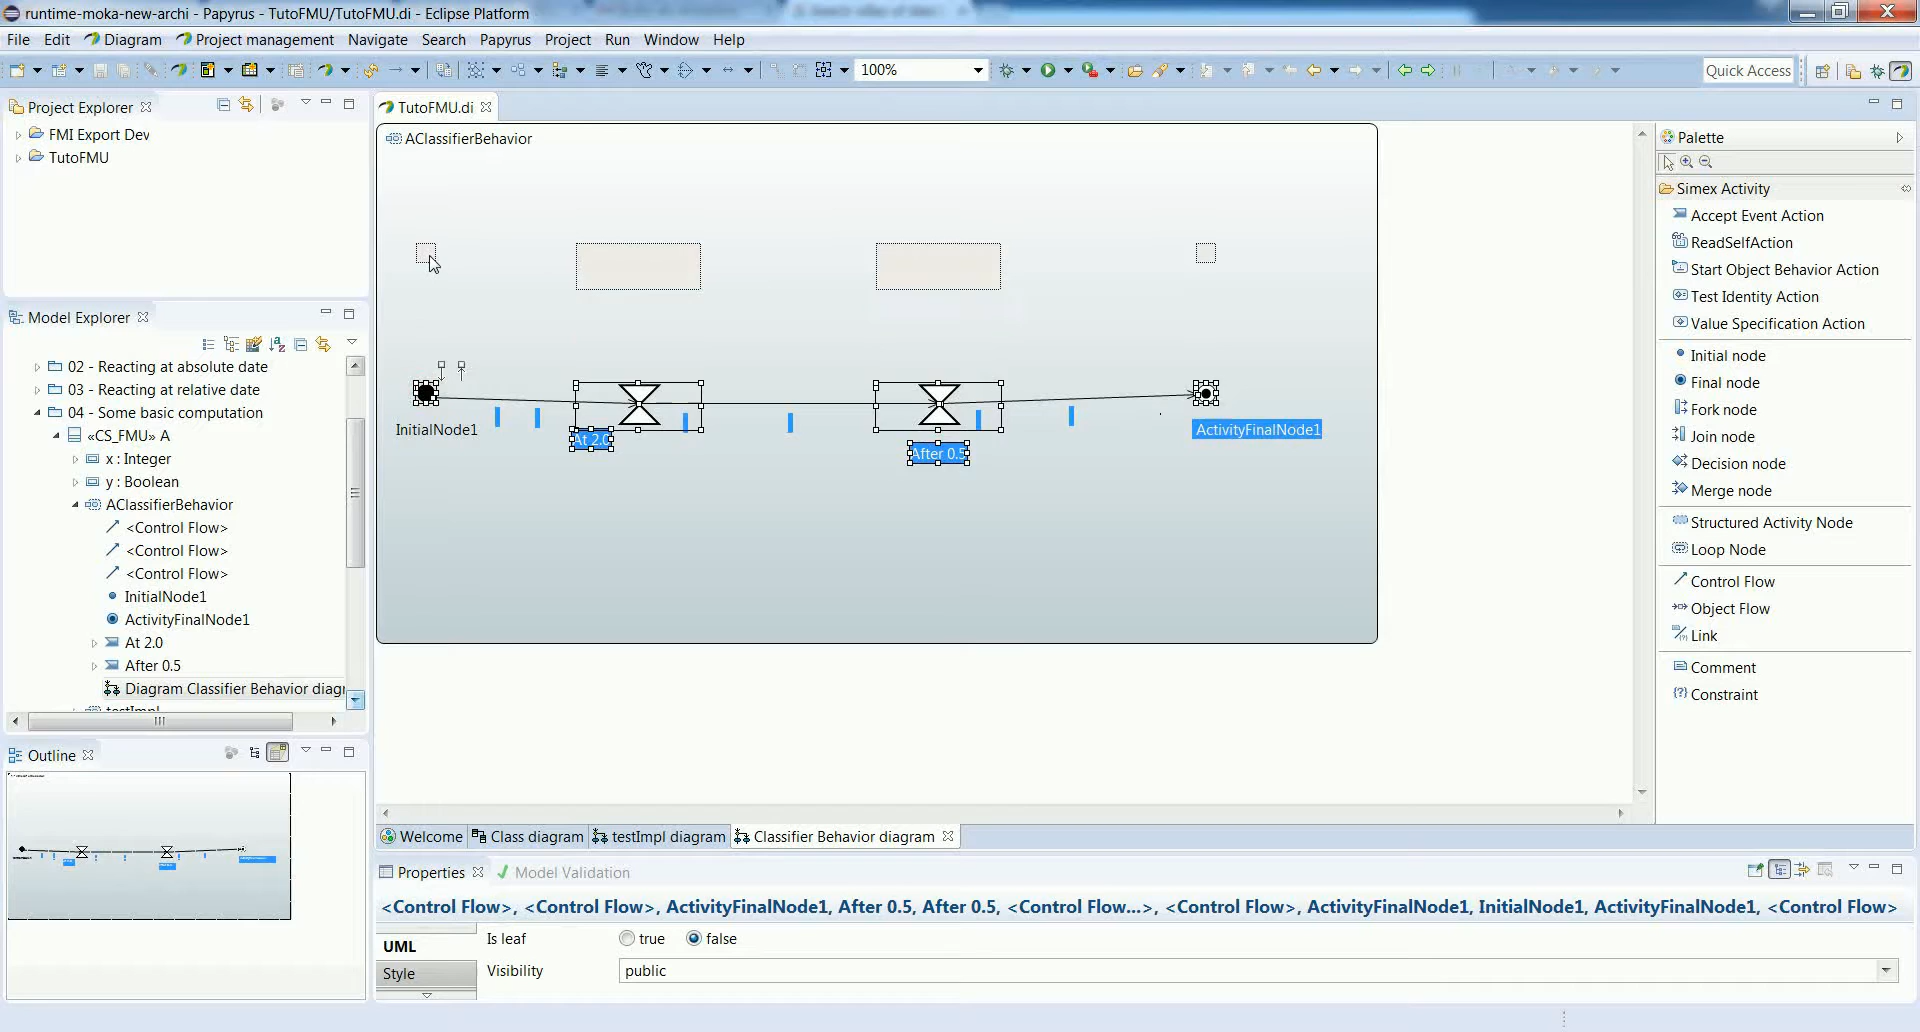 runtime-moka-new-archi - Papyrus - TutoFMU/TutoFMU.di - Eclipse Platform
File Edit Diagram Project management Navigate Search Papyrus Project Run Window Help
100%
Quick Access
Project Explorer
FMI Export Dev
TutoFMU
Model Explorer
02 - Reacting at absolute date
03 - Reacting at relative date
04 - Some basic computation
«CS_FMU» A
x : Integer
y : Boolean
AClassifierBehavior
<Control Flow>
<Control Flow>
<Control Flow>
InitialNode1
ActivityFinalNode1
At 2.0
After 0.5
Diagram Classifier Behavior diagr
Outline
TutoFMU.di
AClassifierBehavior
InitialNode1
At 2.0
After 0.5
ActivityFinalNode1
Palette
Simex Activity
Accept Event Action
ReadSelfAction
Start Object Behavior Action
Test Identity Action
Value Specification Action
Initial node
Final node
Fork node
Join node
Decision node
Merge node
Structured Activity Node
Loop Node
Control Flow
Object Flow
Link
Comment
Constraint
Welcome Class diagram testImpl diagram Classifier Behavior diagram
Properties Model Validation
<Control Flow>, <Control Flow>, ActivityFinalNode1, After 0.5, After 0.5, <Control Flow...>, <Control Flow>, ActivityFinalNode1, InitialNode1, ActivityFinalNode1, <Control Flow>
UML
Style
Is leaf true false
Visibility public